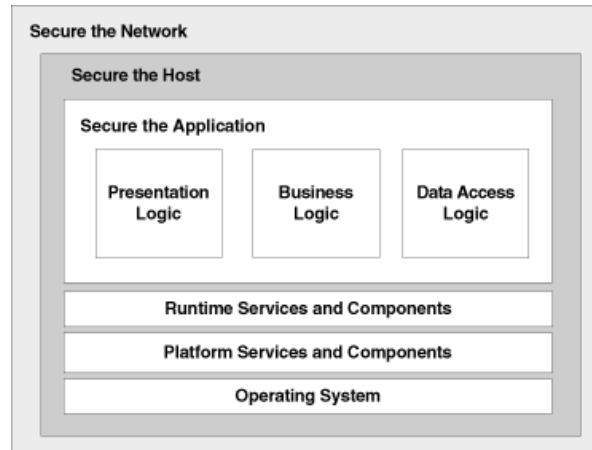 Secure the Network
Secure the Host
Secure the Application
Presentation
Logic
Business
Logic
Data Access
Logic
Runtime Services and Components
Platform Services and Components
Operating System